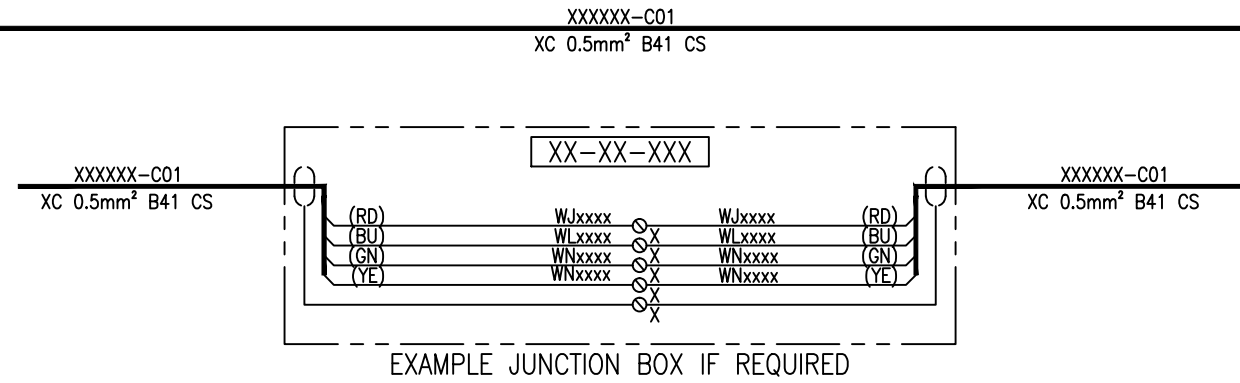 XXXXXX-C01
XC 0.5mm² B41 CS
XX-XX-XXX
XXXXXX-C01
XC 0.5mm² B41 CS
XXXXXX-C01
XC 0.5mm² B41 CS
(RD) WJxxxx WJxxxx (RD)
X
(BU) WLxxxx WLxxxx (BU)
X
(GN) WNxxxx WNxxxx (GN)
X
(YE) WNxxxx WNxxxx (YE)
X
X
EXAMPLE JUNCTION BOX IF REQUIRED